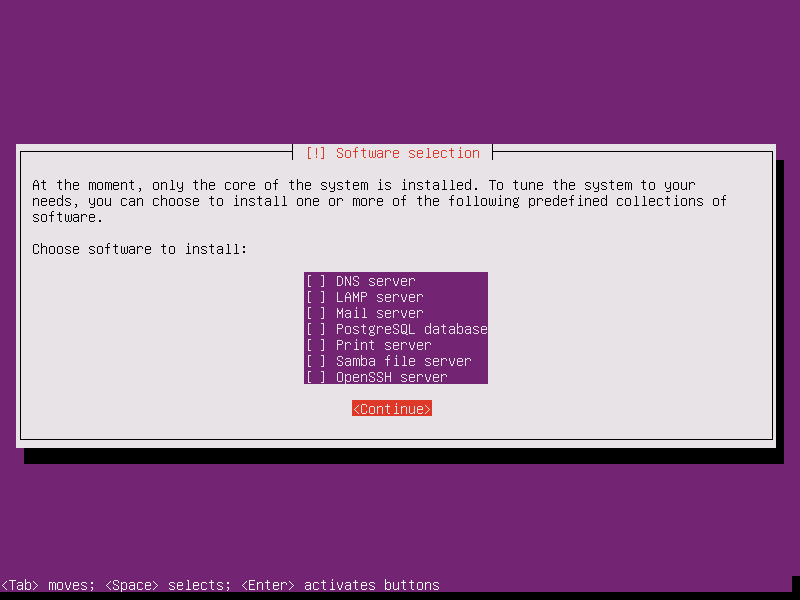 [!] Software selection
At the moment, only the core of the system is installed. To tune the system to your
needs, you can choose to install one or more of the following predefined collections of
software.
Choose software to install:
[ ] DNS server
[ ] LAMP server
[ ] Mail server
[ ] PostgreSQL database
[ ] Print server
[ ] Samba file server
[ ] OpenSSH server
<Continue>
<Tab> moves; <Space> selects; <Enter> activates buttons